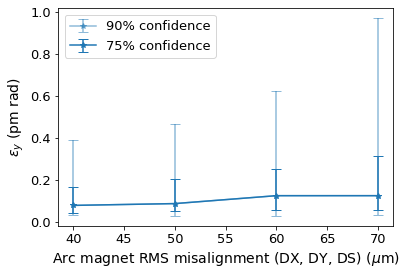 90% confidence
75% confidence
1.0
0.8
0.6
0.4
0.2
0.0
ε_y (pm rad)
40 45 50 55 60 65 70
Arc magnet RMS misalignment (DX, DY, DS) (μm)